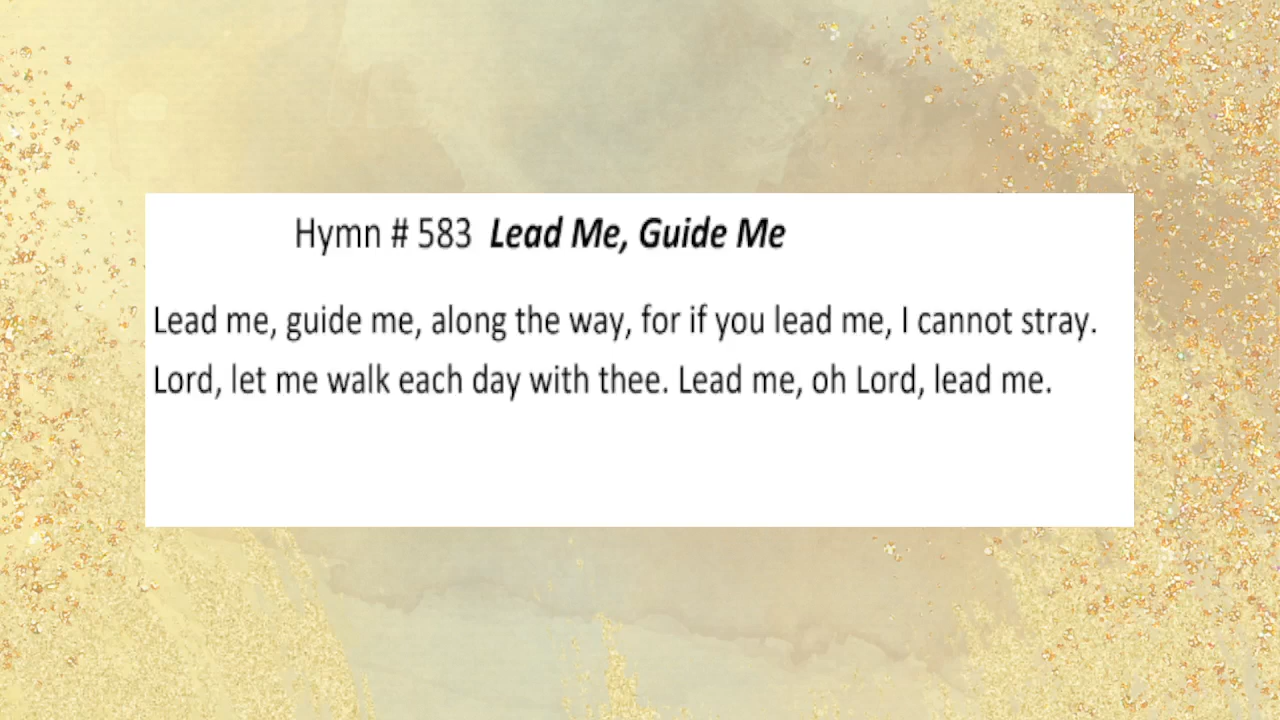 Hymn # 583 Lead Me, Guide Me
Lead me, guide me, along the way, for if you lead me, I cannot stray.
Lord, let me walk each day with thee. Lead me, oh Lord, lead me.